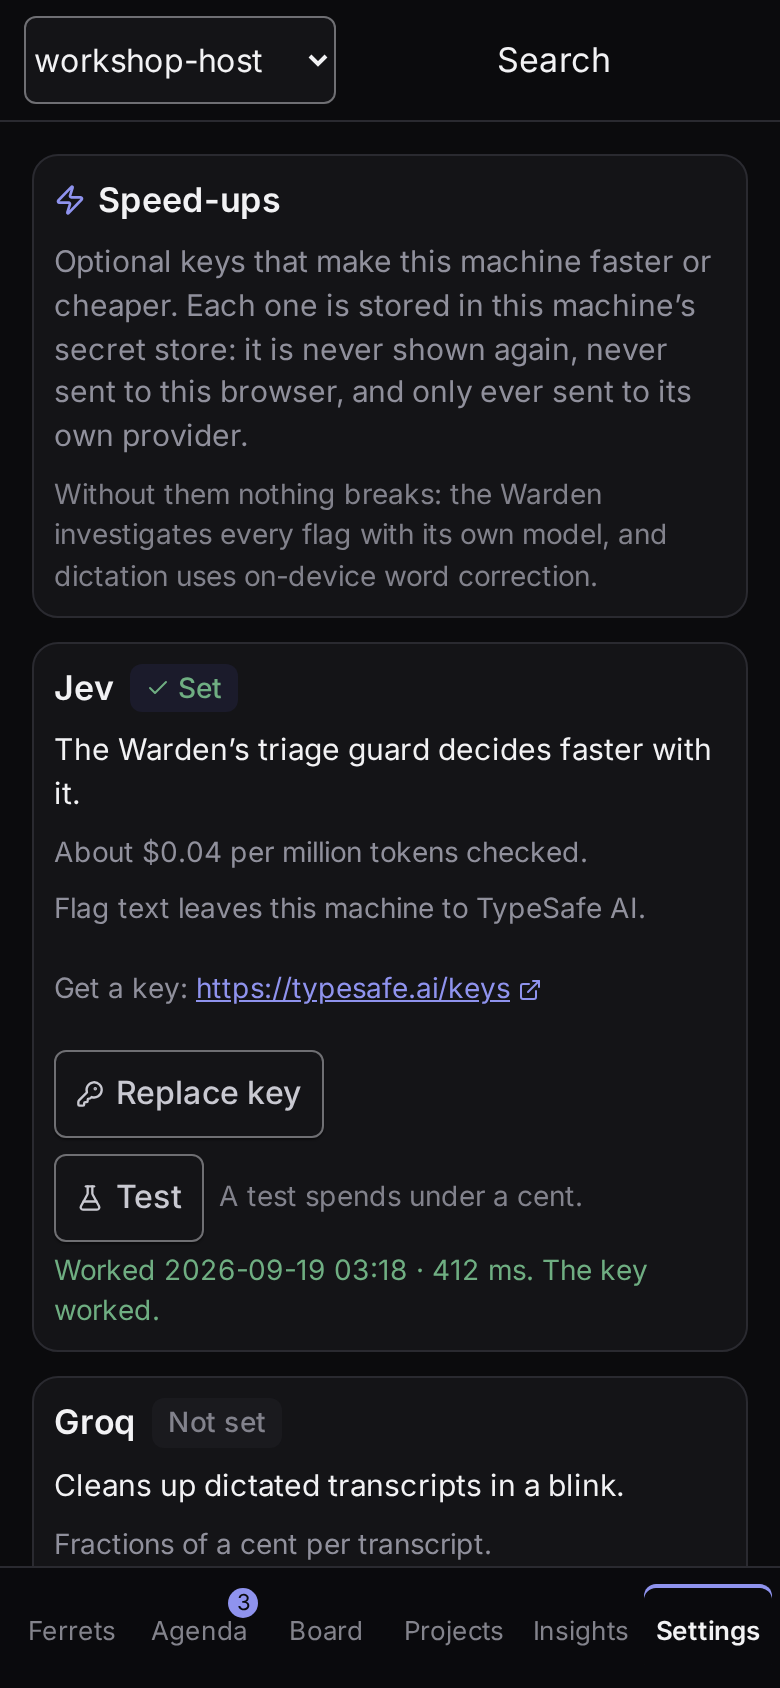 workshop-host
Search
Speed-ups
Optional keys that make this machine faster or
cheaper. Each one is stored in this machine’s
secret store: it is never shown again, never
sent to this browser, and only ever sent to its
own provider.
Without them nothing breaks: the Warden
investigates every flag with its own model, and
dictation uses on-device word correction.
Jev
Set
The Warden’s triage guard decides faster with
it.
About $0.04 per million tokens checked.
Flag text leaves this machine to TypeSafe AI.
Get a key: https://typesafe.ai/keys
Replace key
Test
A test spends under a cent.
Worked 2026-09-19 03:18 · 412 ms. The key
worked.
Groq
Not set
Cleans up dictated transcripts in a blink.
Fractions of a cent per transcript.
3
Ferrets
Agenda
Board
Projects
Insights
Settings